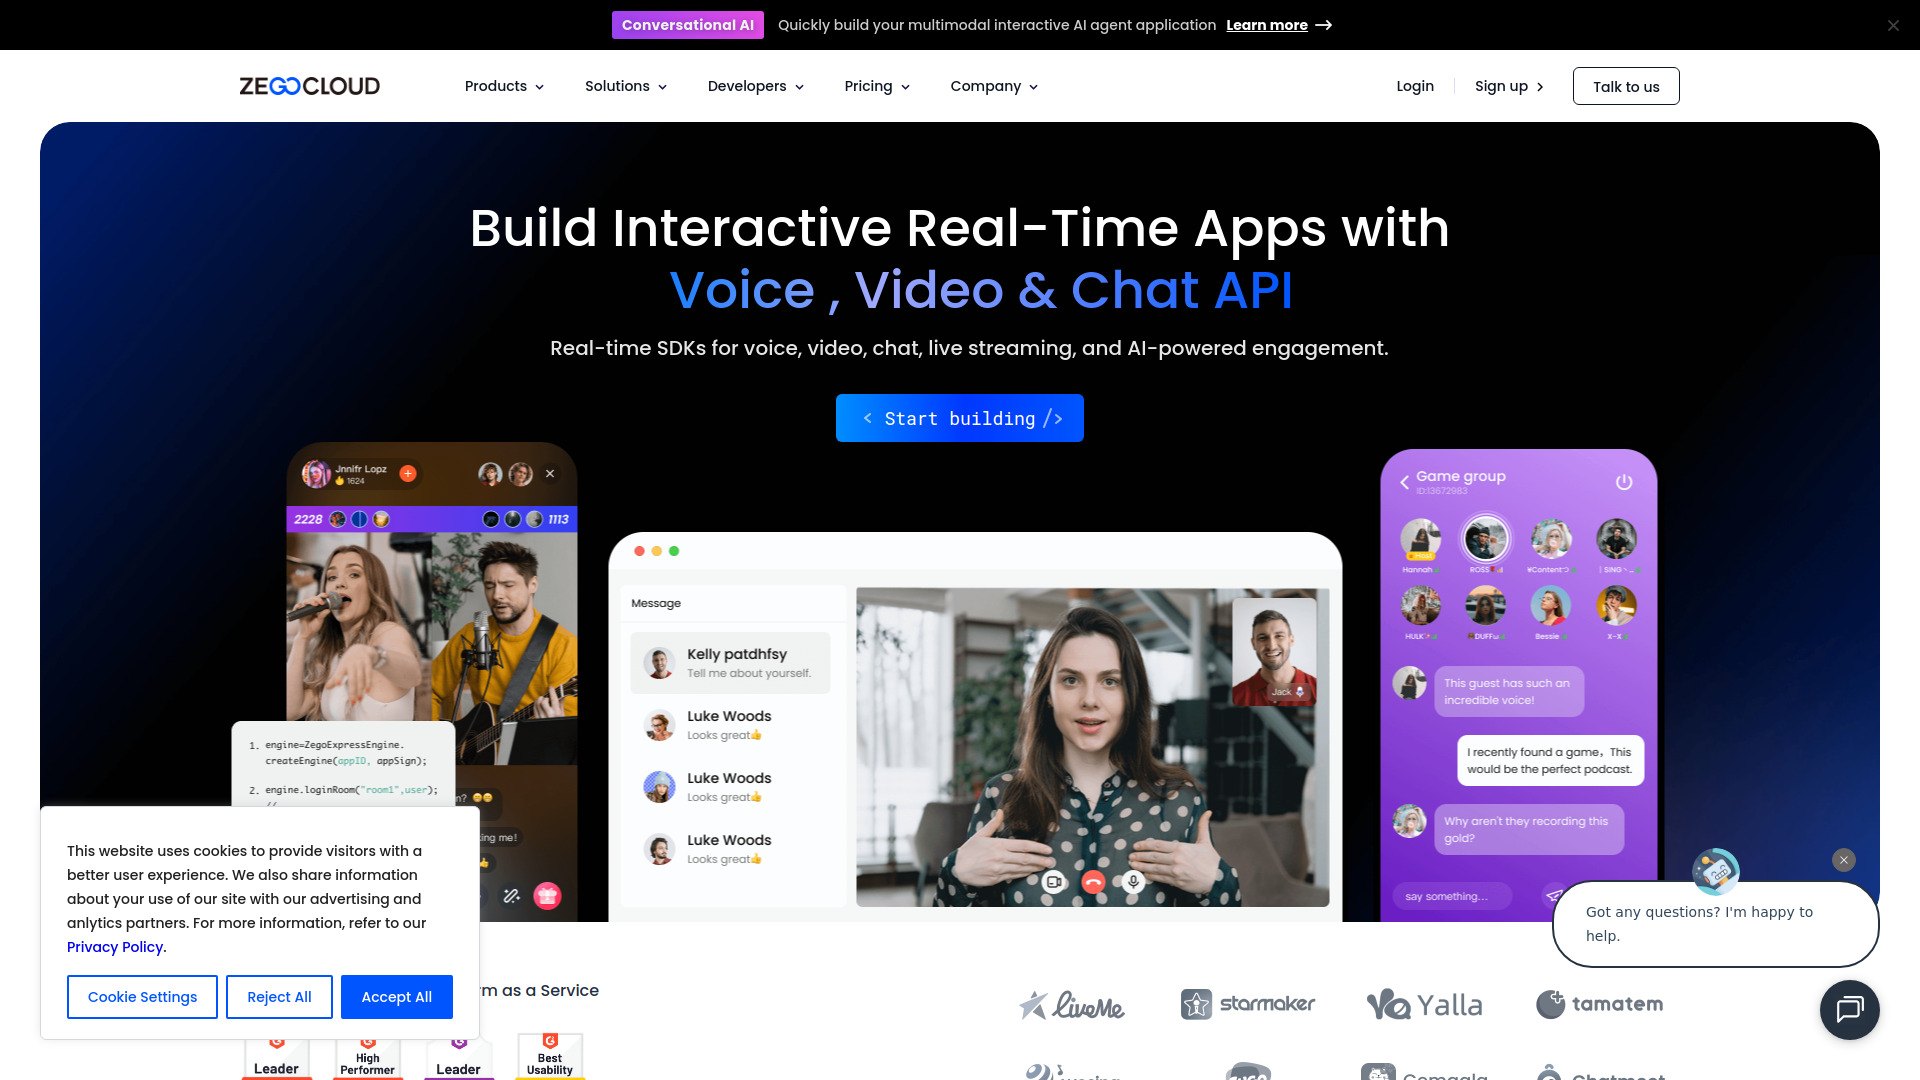 Conversational AI Quickly build your multimodal interactive AI agent application Learn more
ZEGOCLOUD Products Solutions Developers Pricing Company Login Sign up Talk to us
Build Interactive Real-Time Apps with
Voice , Video & Chat API
Real-time SDKs for voice, video, chat, live streaming, and AI-powered engagement.
< Start building />
Jnnifr Lopz
1624
2228
1113
1. engine=ZegoExpressEngine.
createEngine(appID, appSign);
2. engine.loginRoom("room1",user);
//
Message
Kelly patdhfsy
Tell me about yourself.
Luke Woods
Looks great👍
Luke Woods
Looks great👍
Luke Woods
Looks great👍
Jack
Game group
ID:13672983
Host
Hannah
ROSS
SING
HULK
DUFF
Bessie
X-X
This guest has such an
incredible voice!
I recently found a game，This
would be the perfect podcast.
Why aren't they recording this
gold?
say something...
This website uses cookies to provide visitors with a
better user experience. We also share information
about your use of our site with our advertising and
anlytics partners. For more information, refer to our
Privacy Policy.
Cookie Settings
Reject All
Accept All
Got any questions? I'm happy to
help.
rm as a Service
Leader
High
Performer
Leader
Best
Usability
LiveMe
starmaker
Yalla
tamatem